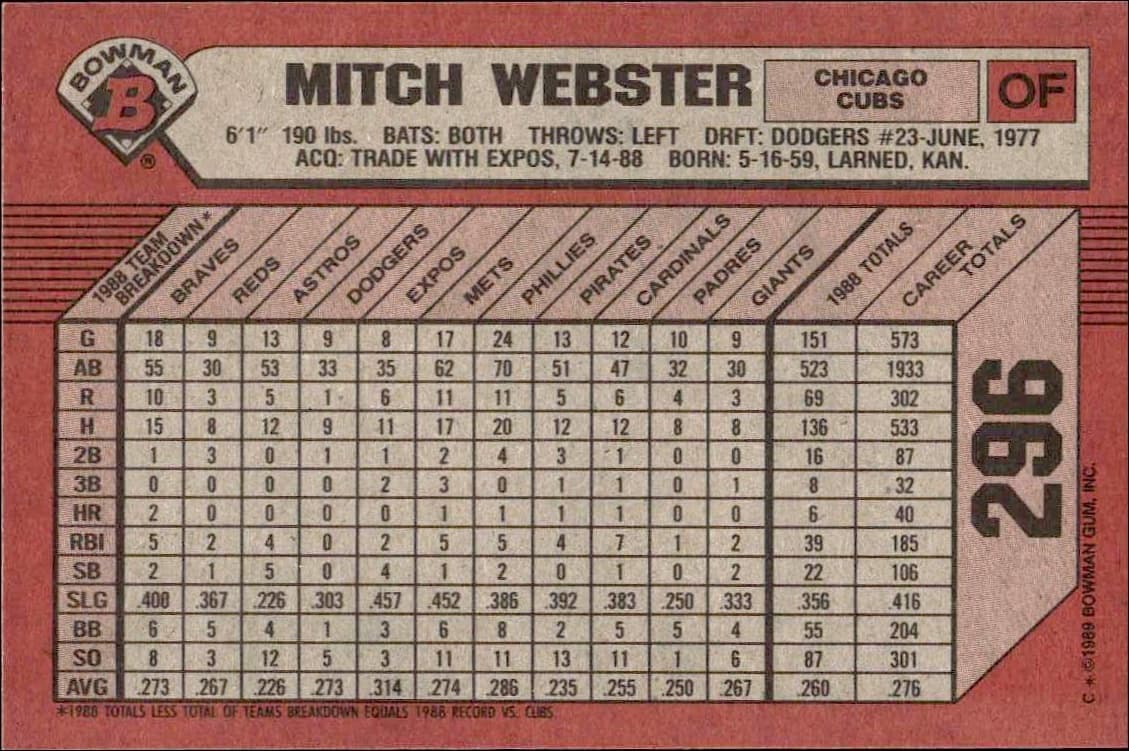 BOWMAN
B
®
MITCH WEBSTER
CHICAGO
CUBS
OF
6'1" 190 lbs. BATS: BOTH THROWS: LEFT DRFT: DODGERS #23-JUNE, 1977
ACQ: TRADE WITH EXPOS, 7-14-88 BORN: 5-16-59, LARNED, KAN.
1988 TEAM BREAKDOWN* BRAVES REDS ASTROS DODGERS EXPOS METS PHILLIES PIRATES CARDINALS PADRES GIANTS 1988 TOTALS CAREER TOTALS
G 18 9 13 9 8 17 24 13 12 10 9 151 573
AB 55 30 53 33 35 62 70 51 47 32 30 523 1933
R 10 3 5 1 6 11 11 5 6 4 3 69 302
H 15 8 12 9 11 17 20 12 12 8 8 136 533
2B 1 3 0 1 1 2 4 3 1 0 0 16 87
3B 0 0 0 0 2 3 0 1 1 0 1 8 32
HR 2 0 0 0 0 1 1 1 1 0 0 6 40
RBI 5 2 4 0 2 5 5 4 7 1 2 39 185
SB 2 1 5 0 4 1 2 0 1 0 2 22 106
SLG .400 .367 .226 .303 .457 .452 .386 .392 .383 .250 .333 .356 .416
BB 6 5 4 1 3 6 8 2 5 5 4 55 204
SO 8 3 12 5 3 11 11 13 11 1 6 87 301
AVG .273 .267 .226 .273 .314 .274 .286 .235 .255 .250 .267 .260 .276
*1988 TOTALS LESS TOTAL OF TEAMS BREAKDOWN EQUALS 1988 RECORD VS. CUBS.
296
C * ©1989 BOWMAN GUM, INC.